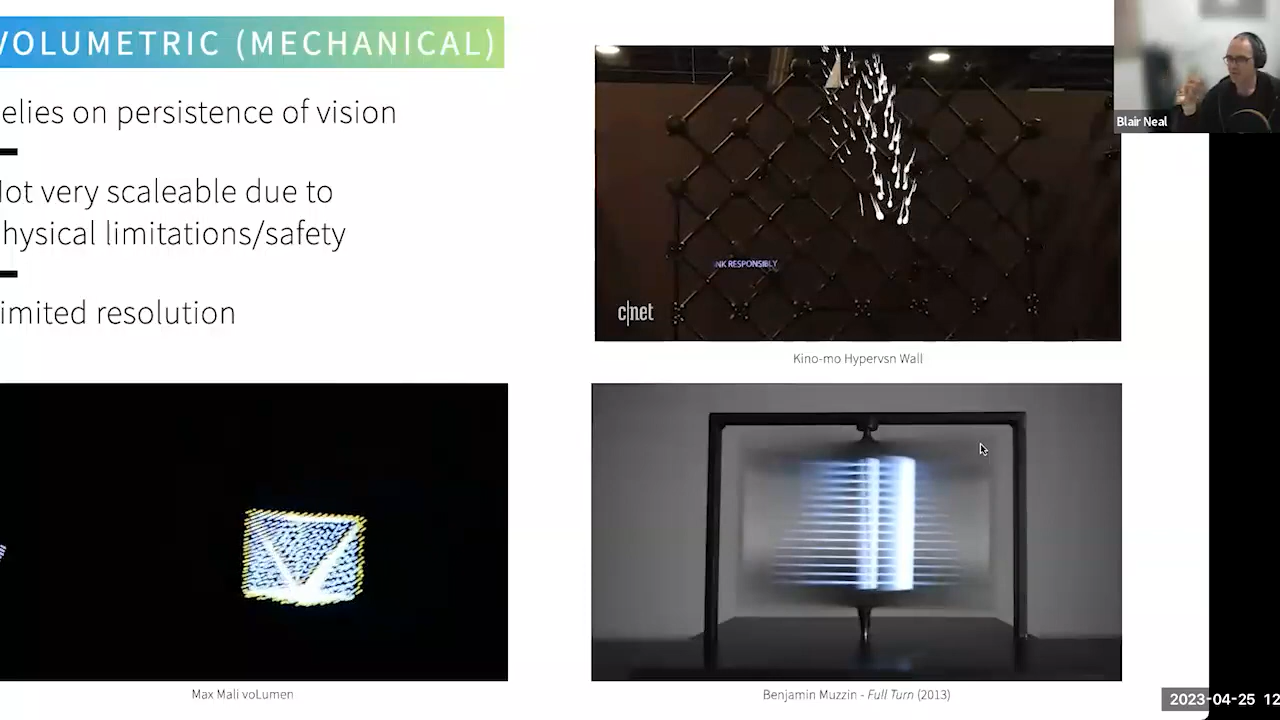 VOLUMETRIC (MECHANICAL)
elies on persistence of vision
ot very scaleable due to
hysical limitations/safety
imited resolution
NK RESPONSIBLY
c|net
Kino-mo Hypervsn Wall
Blair Neal
Max Mali voLumen
Benjamin Muzzin - Full Turn (2013)
2023-04-25 12